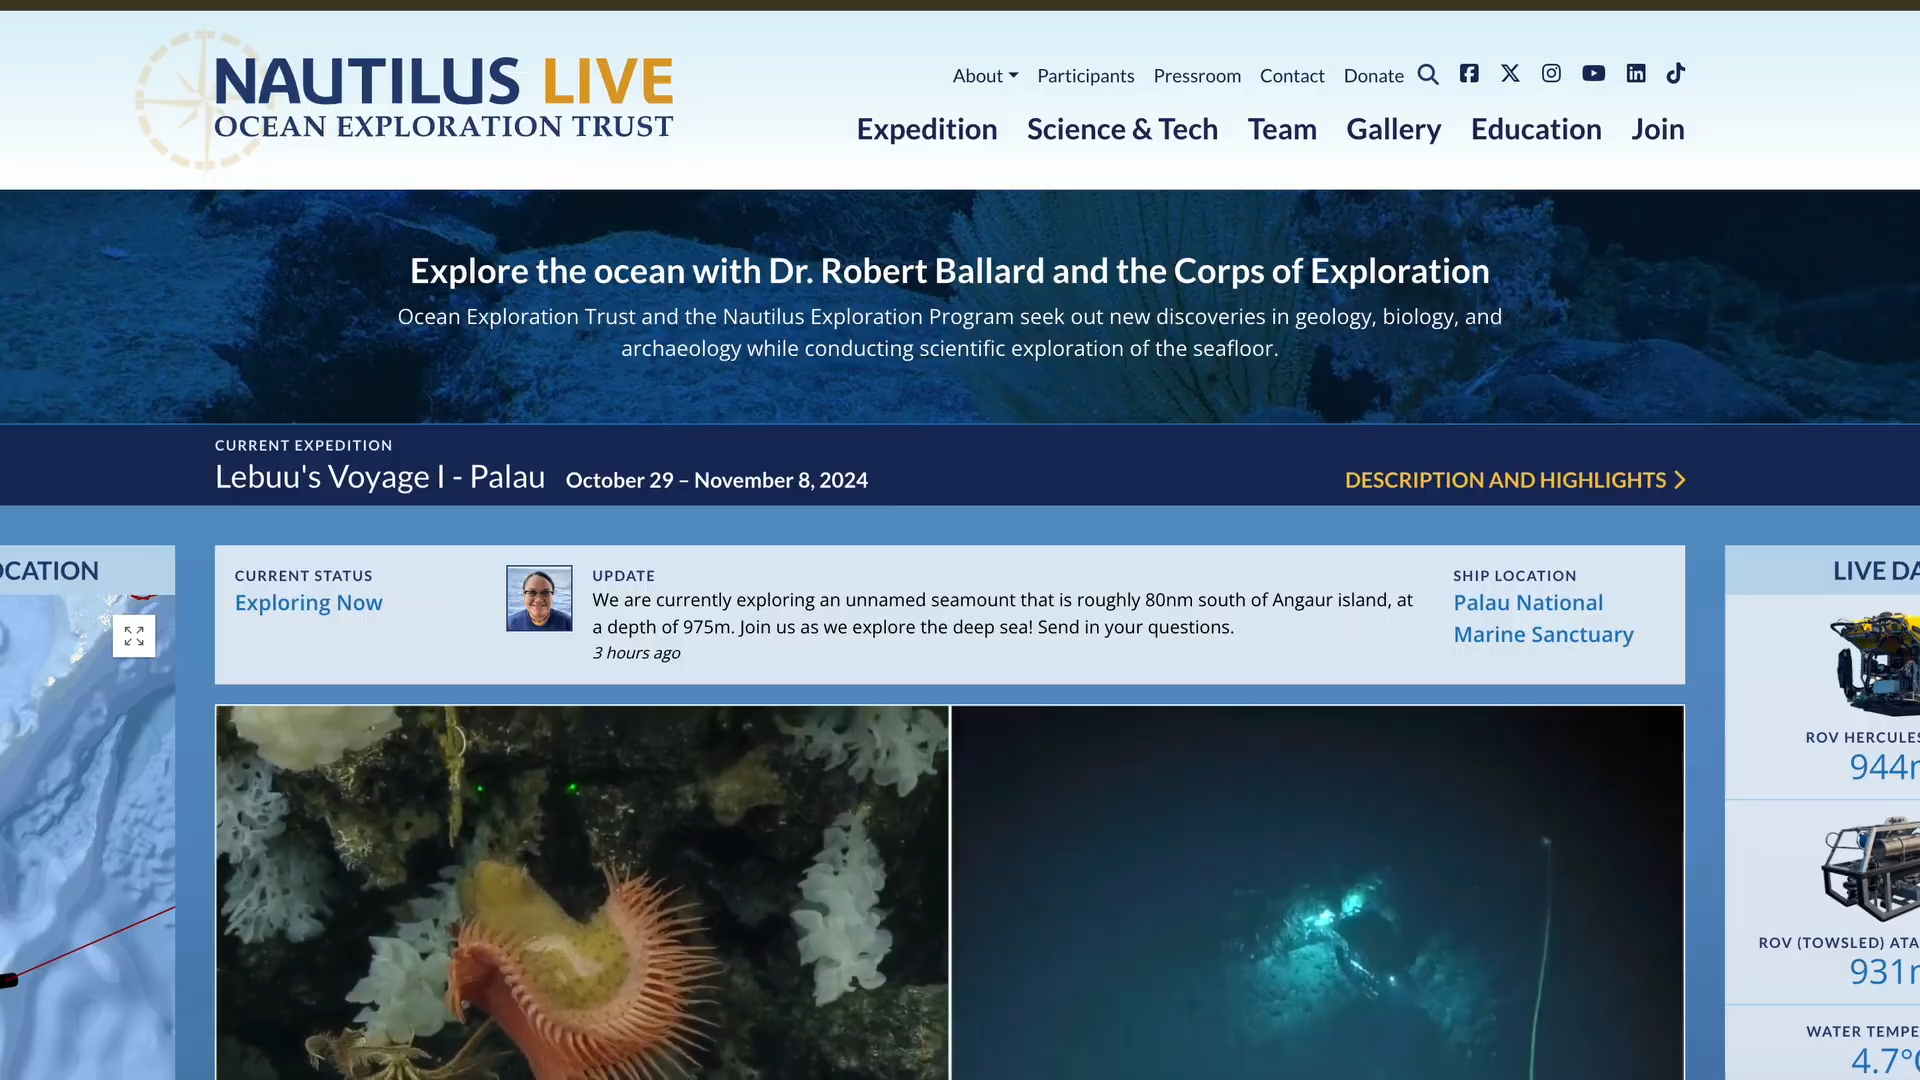 NAUTILUS LIVE
OCEAN EXPLORATION TRUST
About Participants Pressroom Contact Donate
Expedition Science & Tech Team Gallery Education Join
Explore the ocean with Dr. Robert Ballard and the Corps of Exploration
Ocean Exploration Trust and the Nautilus Exploration Program seek out new discoveries in geology, biology, and
archaeology while conducting scientific exploration of the seafloor.
CURRENT EXPEDITION
Lebuu's Voyage I - Palau October 29 – November 8, 2024
DESCRIPTION AND HIGHLIGHTS
OCATION
CURRENT STATUS
Exploring Now
UPDATE
We are currently exploring an unnamed seamount that is roughly 80nm south of Angaur island, at
a depth of 975m. Join us as we explore the deep sea! Send in your questions.
3 hours ago
SHIP LOCATION
Palau National
Marine Sanctuary
LIVE DA
ROV HERCULES
944
ROV (TOWSLED) ATA
931
WATER TEMPE
4.7°